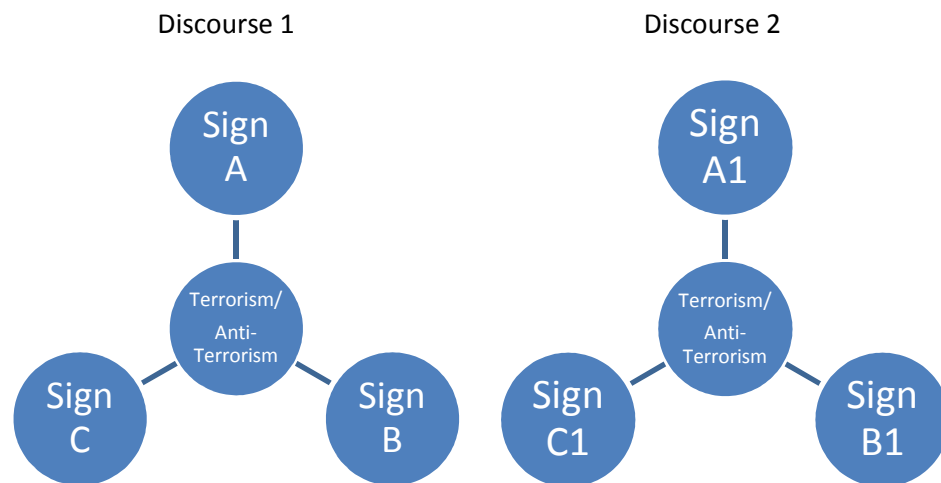 Discourse 1
Discourse 2
Sign
A
Terrorism/
Anti-
Terrorism
Sign
C
Sign
B
Sign
A1
Terrorism/
Anti-
Terrorism
Sign
C1
Sign
B1